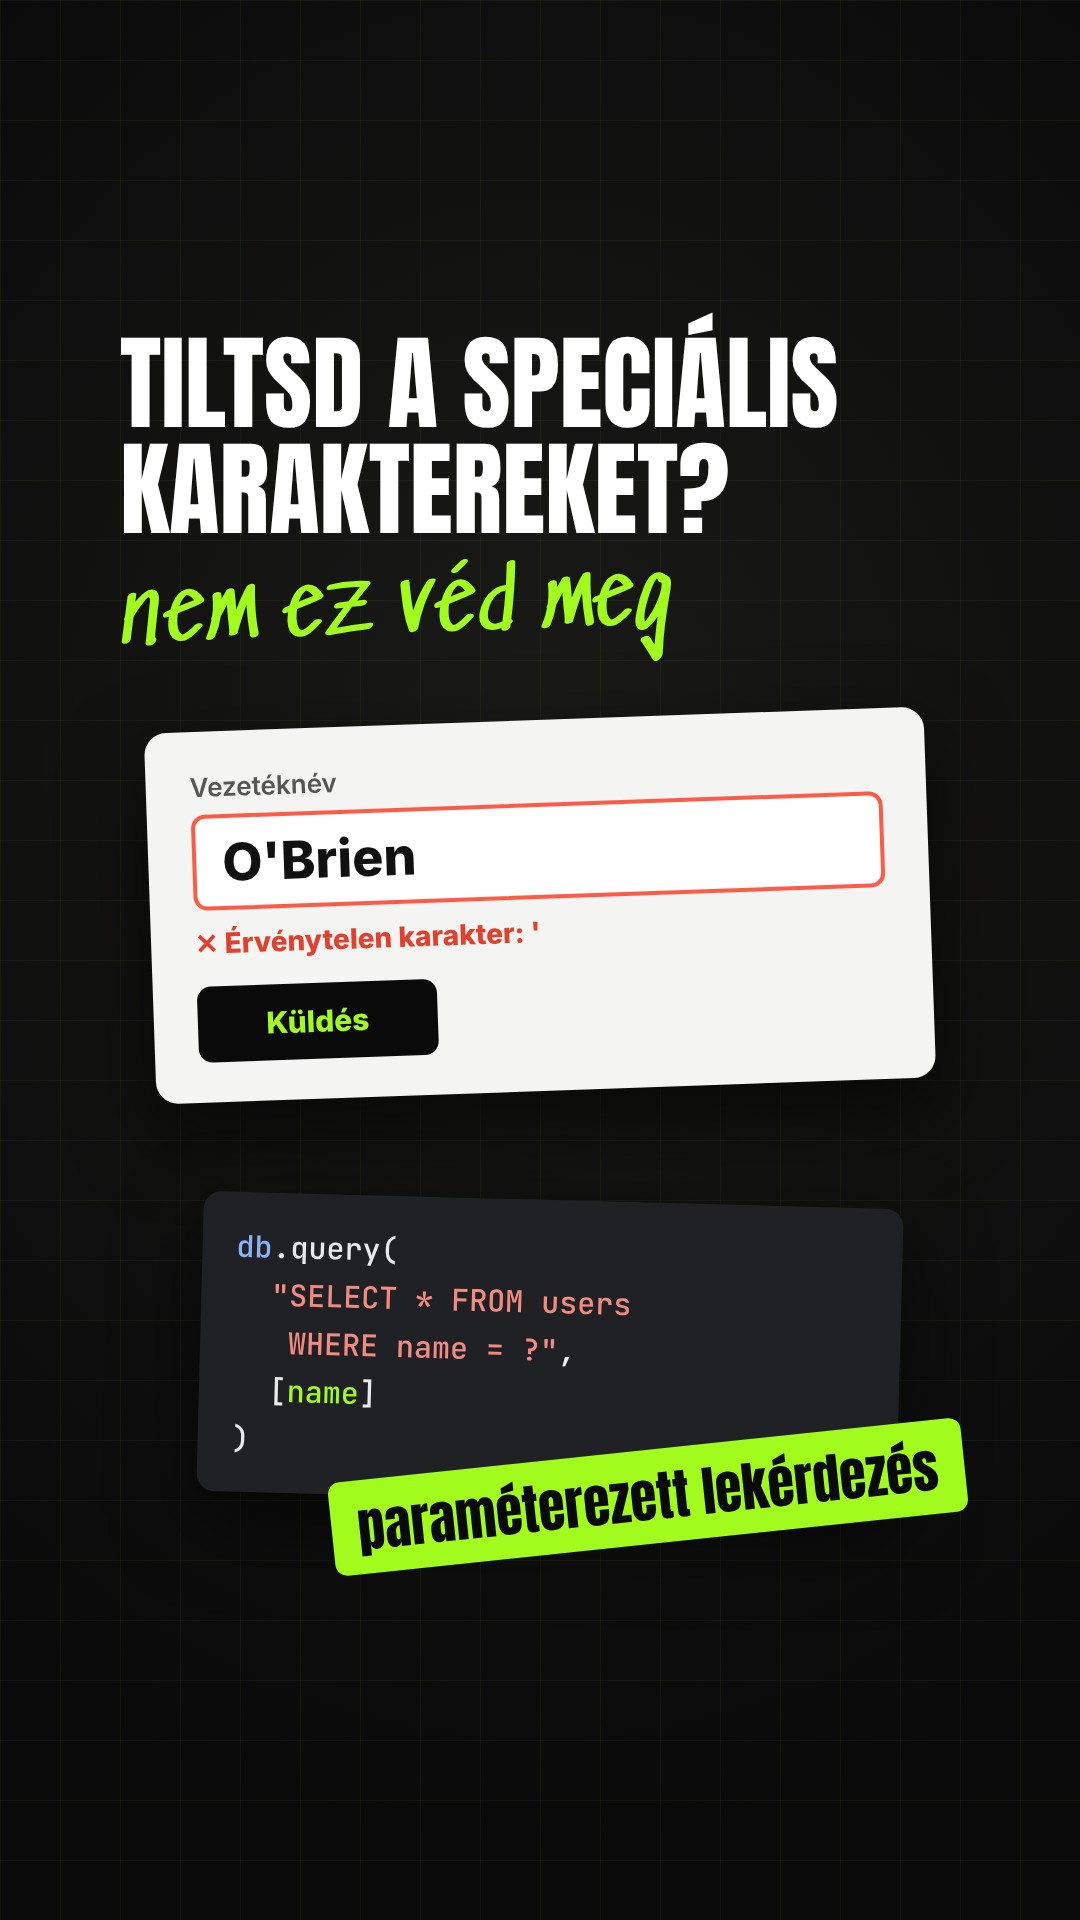 TILTSD A SPECIÁLIS
KARAKTEREKET?
nem ez véd meg
Vezetéknév
O'Brien
✕ Érvénytelen karakter: '
Küldés
db.query(
"SELECT * FROM users
WHERE name = ?",
[name]
)
paraméterezett lekérdezés